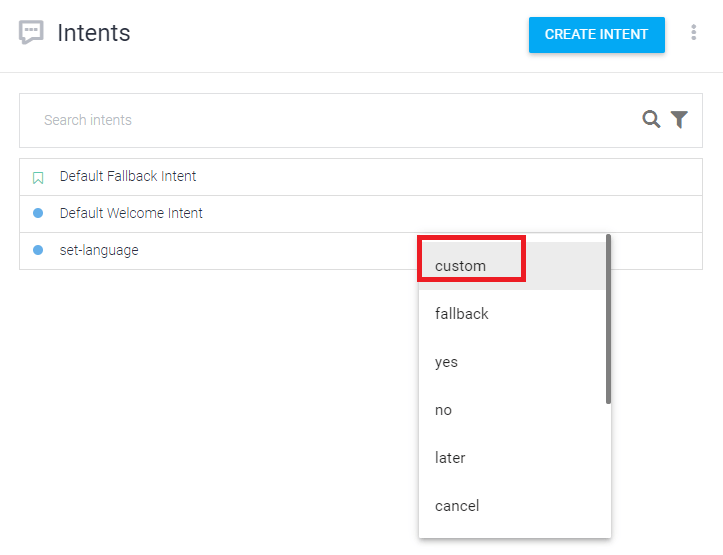 Intents
CREATE INTENT
Search intents
Default Fallback Intent
Default Welcome Intent
set-language
custom
fallback
yes
no
later
cancel